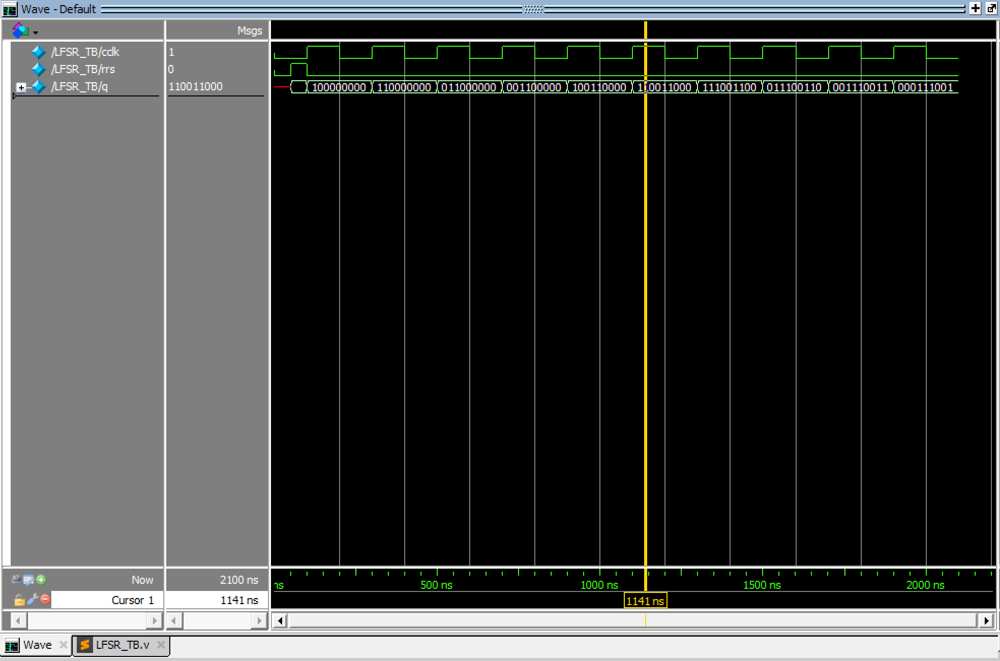 Wave - Default
Msgs
/LFSR_TB/cclk 1
/LFSR_TB/rrs 0
/LFSR_TB/q 110011000 100000000 110000000 011000000 001100000 100110000 110011000 111001100 011100110 001110011 000111001
Now 2100 ns
ns 500 ns 1000 ns 1500 ns 2000 ns
Cursor 1 1141 ns 1141 ns
Wave LFSR_TB.v